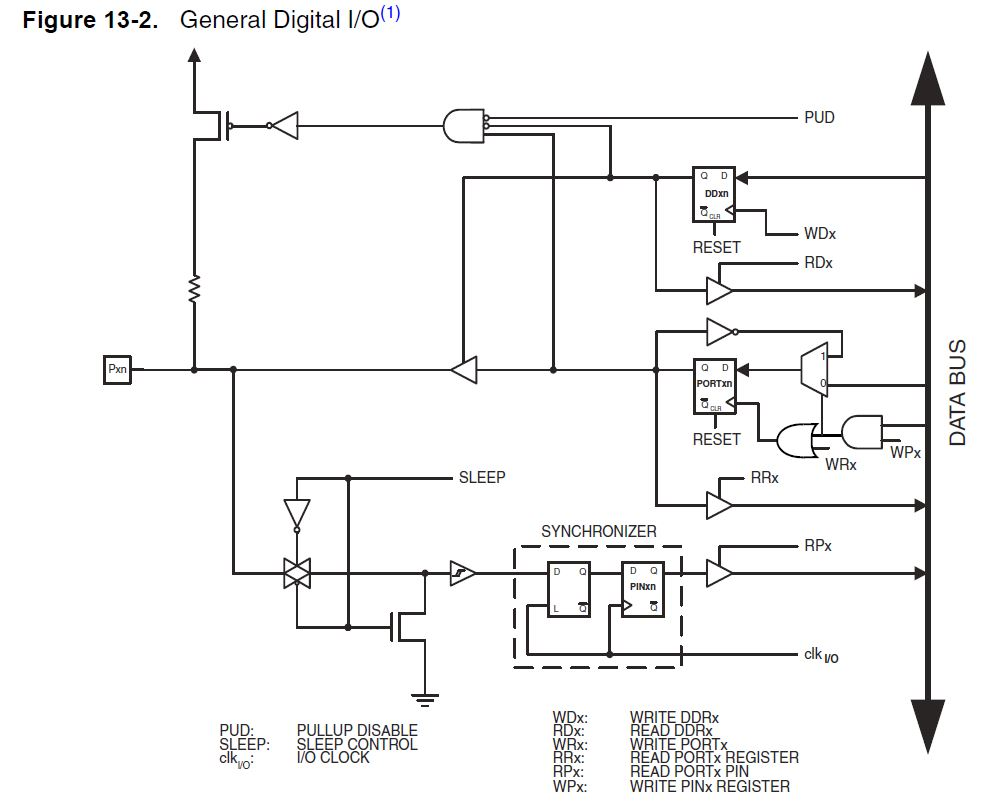 Figure 13-2. General Digital I/O(1)
PUD
Q D
DDxn
Q CLR
WDx
RESET
RDx
1
Pxn
Q D
PORTxn
0
Q CLR
RESET
WPx
WRx
DATA BUS
SLEEP
RRx
SYNCHRONIZER
RPx
D Q
L Q
D Q
PINxn
Q
clk I/O
PUD: PULLUP DISABLE
SLEEP: SLEEP CONTROL
clkI/O: I/O CLOCK
WDx: WRITE DDRx
RDx: READ DDRx
WRx: WRITE PORTx
RRx: READ PORTx REGISTER
RPx: READ PORTx PIN
WPx: WRITE PINx REGISTER